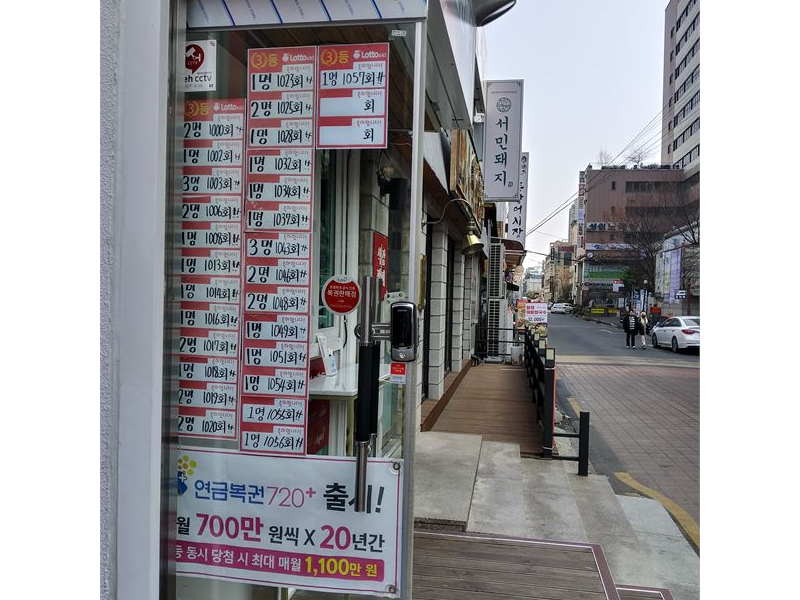 cctv
③등 Lotto
2명 1000회
1명 1002회
3명 1003회
2명 1006회
1명 1008회
1명 1013회
1명 1014회
1명 1016회
2명 1017회
1명 1018회
2명 1019회
2명 1020회
③등 Lotto
1명 1023회
2명 1025회
1명 1028회
1명 1032회
1명 1034회
1명 1037회
3명 1043회
2명 1046회
2명 1048회
1명 1049회
1명 1051회
1명 1054회
1명 1055회
1명 1056회
③등 Lotto
1명 1057회
회
회
복권판매점
연금복권720+ 출시!
월 700만 원씩 X 20년간
등 동시 당첨 시 최대 매월 1,100만 원
서민돼지